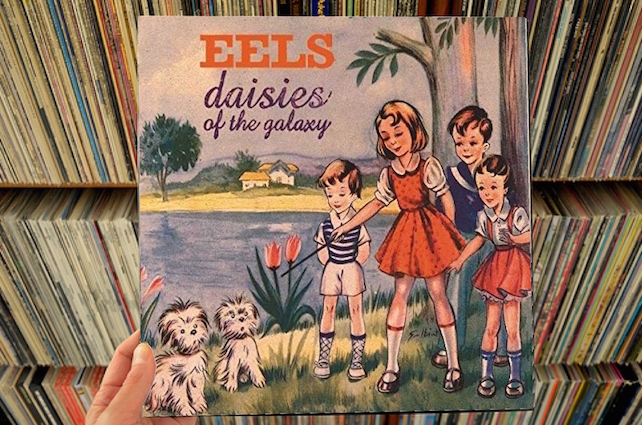 EELS
daisies
of the galaxy